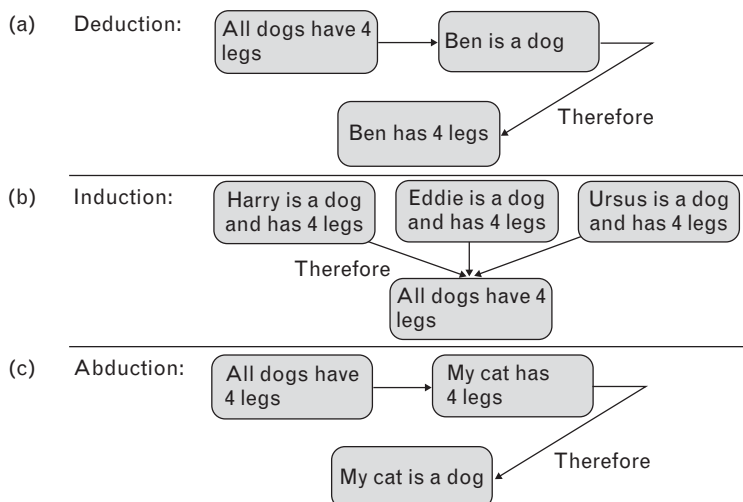 (a) Deduction:
All dogs have 4
legs
Ben is a dog
Therefore
Ben has 4 legs
(b) Induction:
Harry is a dog
and has 4 legs
Eddie is a dog
and has 4 legs
Ursus is a dog
and has 4 legs
Therefore
All dogs have 4
legs
(c) Abduction:
All dogs have
4 legs
My cat has
4 legs
Therefore
My cat is a dog